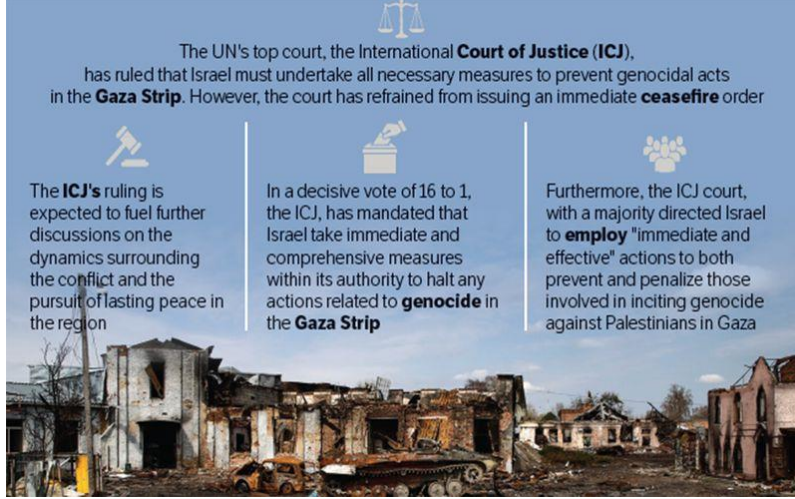 The UN's top court, the International Court of Justice (ICJ),
has ruled that Israel must undertake all necessary measures to prevent genocidal acts
in the Gaza Strip. However, the court has refrained from issuing an immediate ceasefire order
The ICJ's ruling is
expected to fuel further
discussions on the
dynamics surrounding
the conflict and the
pursuit of lasting peace in
the region
In a decisive vote of 16 to 1,
the ICJ, has mandated that
Israel take immediate and
comprehensive measures
within its authority to halt any
actions related to genocide in
the Gaza Strip
Furthermore, the ICJ court,
with a majority directed Israel
to employ "immediate and
effective" actions to both
prevent and penalize those
involved in inciting genocide
against Palestinians in Gaza